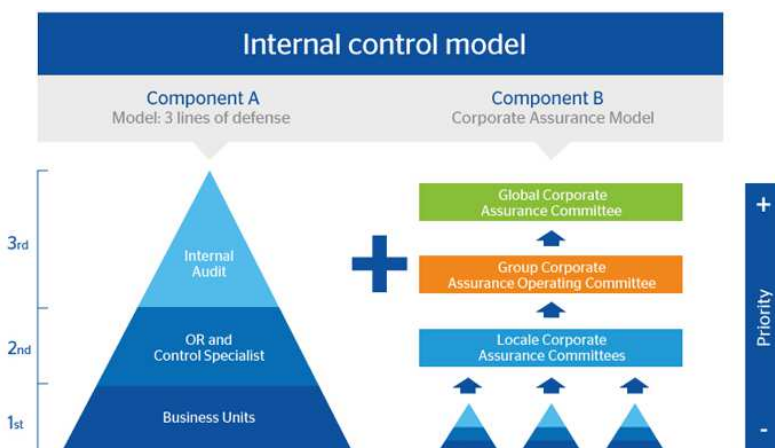 Internal control model
Component A
Model: 3 lines of defense
Component B
Corporate Assurance Model
3rd
2nd
1st
Internal
Audit
OR and
Control Specialist
Business Units
+
Global Corporate
Assurance Committee
Group Corporate
Assurance Operating Committee
Locale Corporate
Assurance Committees
+
Priority
-